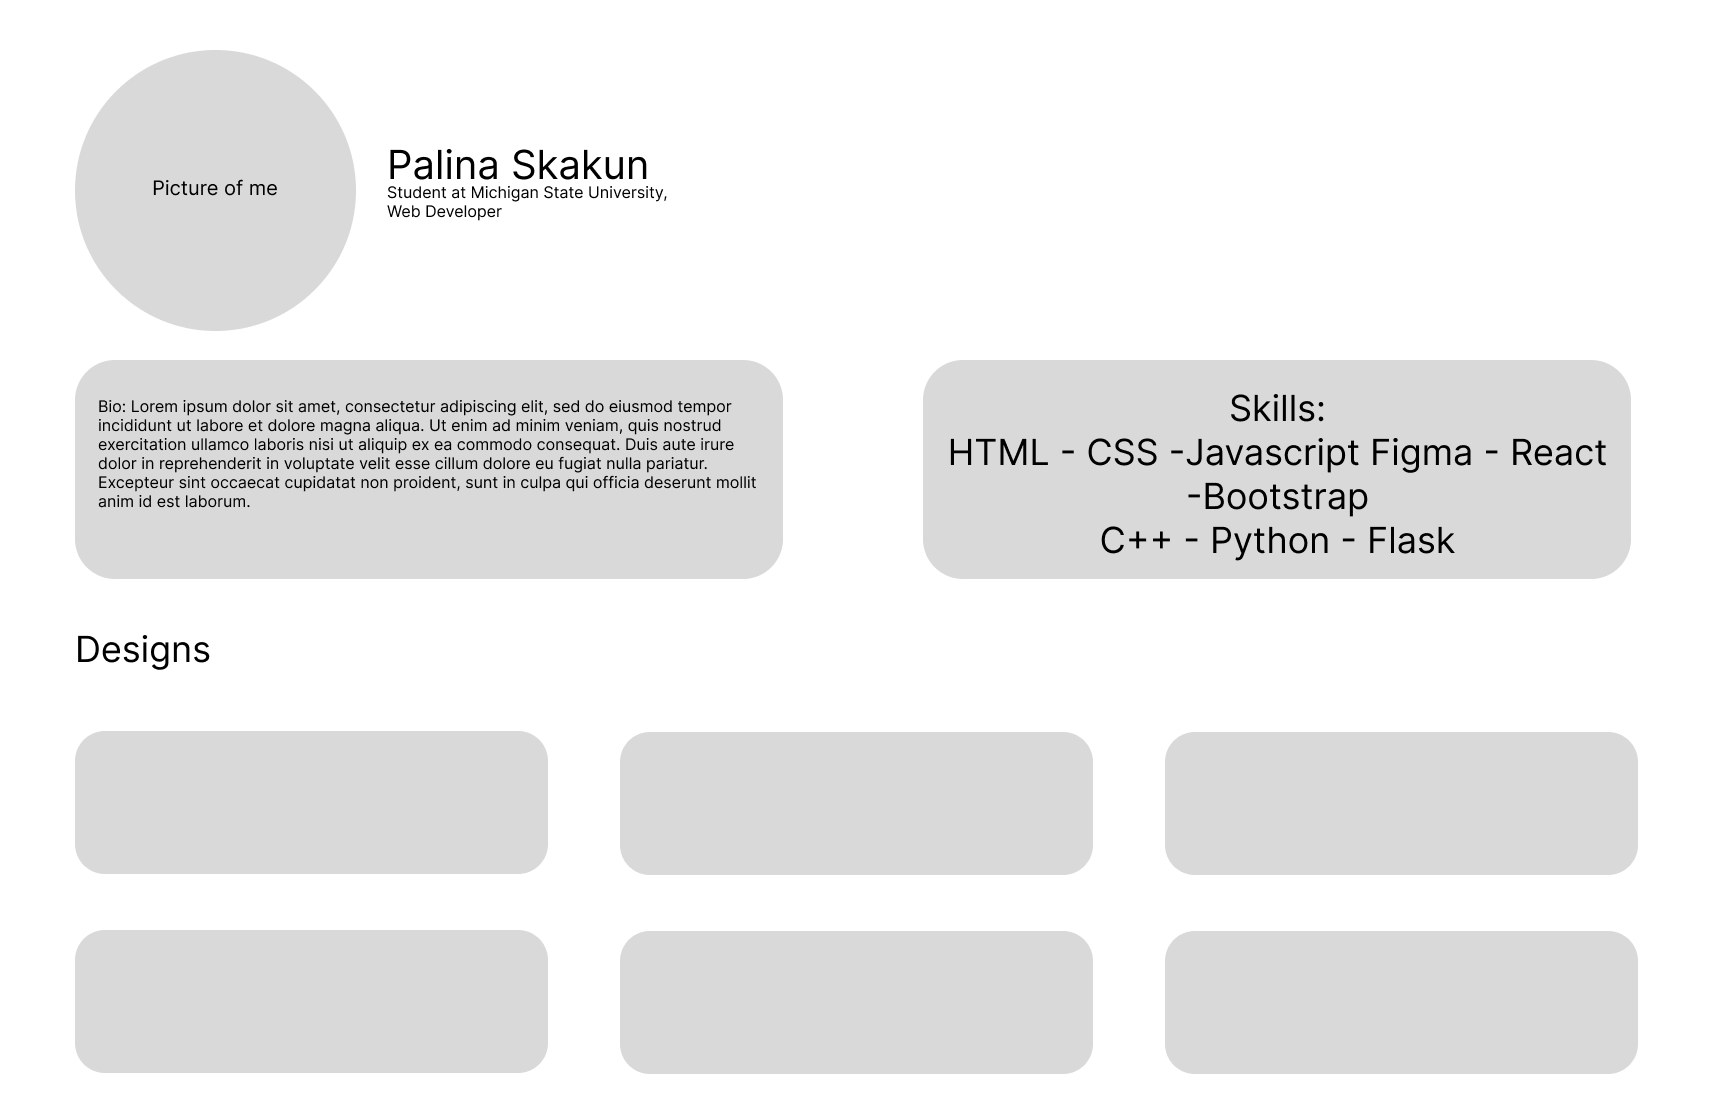 Picture of me
Palina Skakun
Student at Michigan State University,
Web Developer
Bio: Lorem ipsum dolor sit amet, consectetur adipiscing elit, sed do eiusmod tempor
incididunt ut labore et dolore magna aliqua. Ut enim ad minim veniam, quis nostrud
exercitation ullamco laboris nisi ut aliquip ex ea commodo consequat. Duis aute irure
dolor in reprehenderit in voluptate velit esse cillum dolore eu fugiat nulla pariatur.
Excepteur sint occaecat cupidatat non proident, sunt in culpa qui officia deserunt mollit
anim id est laborum.
Skills:
HTML - CSS -Javascript Figma - React
-Bootstrap
C++ - Python - Flask
Designs